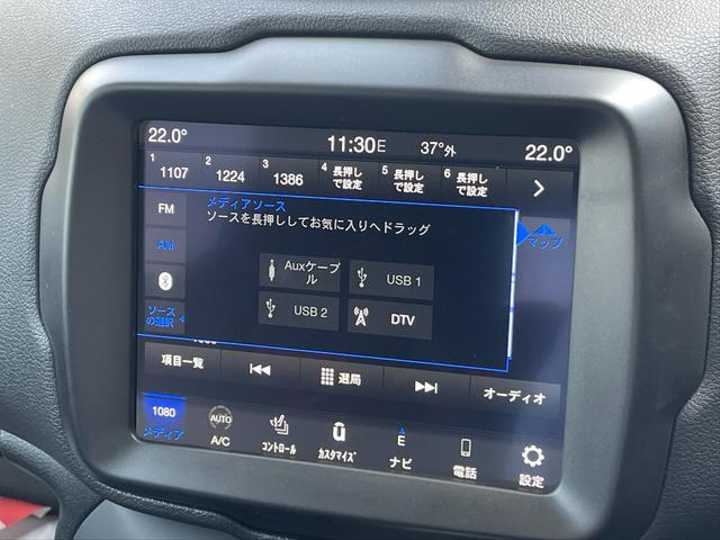 22.0°
11:30E
37°外
22.0°
1
1107
2
1224
3
1386
4 長押し
で設定
5 長押し
で設定
6 長押し
で設定
FM
AM
ソース
の選択
メディアソース
ソースを長押ししてお気に入りへドラッグ
Auxケーブ
ル
USB 1
USB 2
DTV
マップ
項目一覧
選局
オーディオ
1080
メディア
AUTO
A/C
コントロール
カスタマイズ
E
ナビ
電話
設定